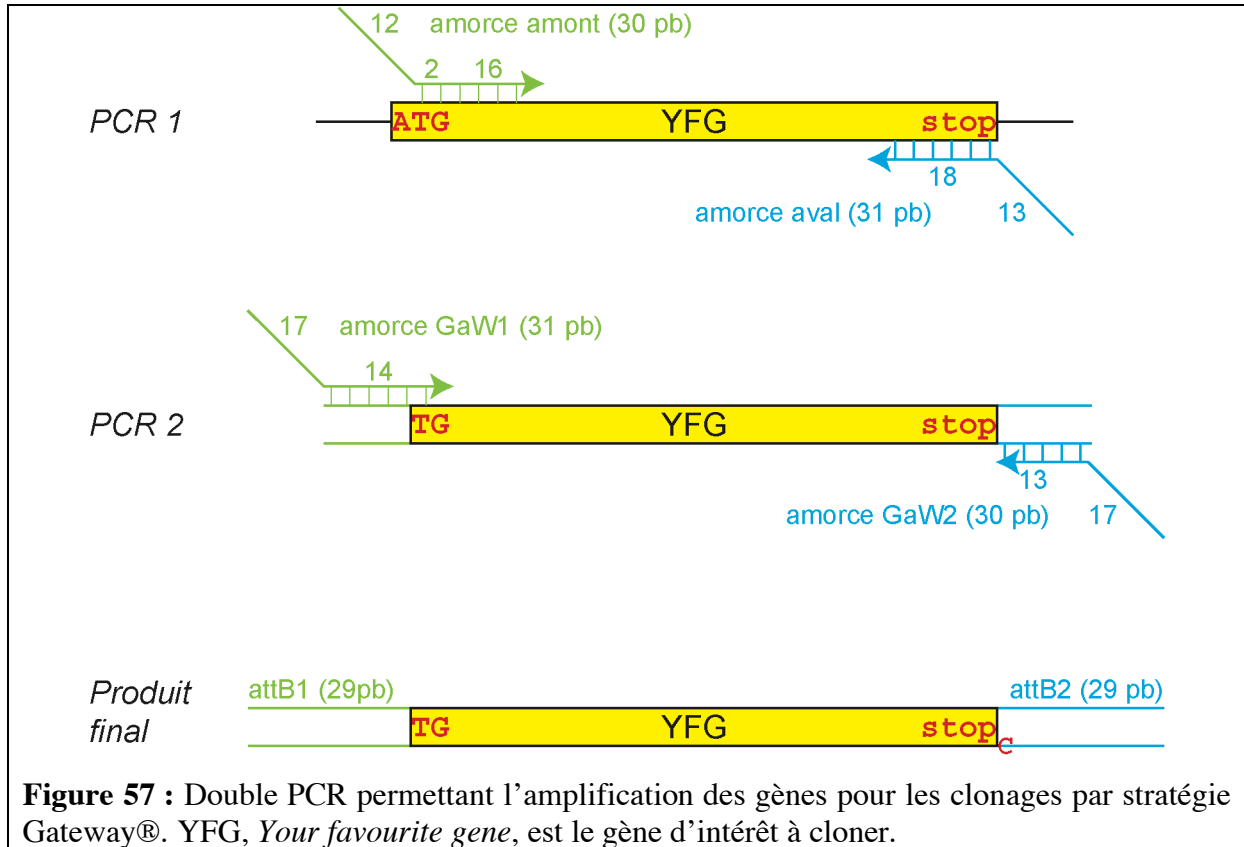 12 amorce amont (30 pb)
2 16
PCR 1
ATG YFG stop
18
amorce aval (31 pb) 13
17 amorce GaW1 (31 pb)
14
PCR 2
TG YFG stop
13
amorce GaW2 (30 pb) 17
Produit final
attB1 (29pb) attB2 (29 pb)
TG YFG stop
C
Figure 57 : Double PCR permettant l'amplification des gènes pour les clonages par stratégie
Gateway®. YFG, Your favourite gene, est le gène d'intérêt à cloner.